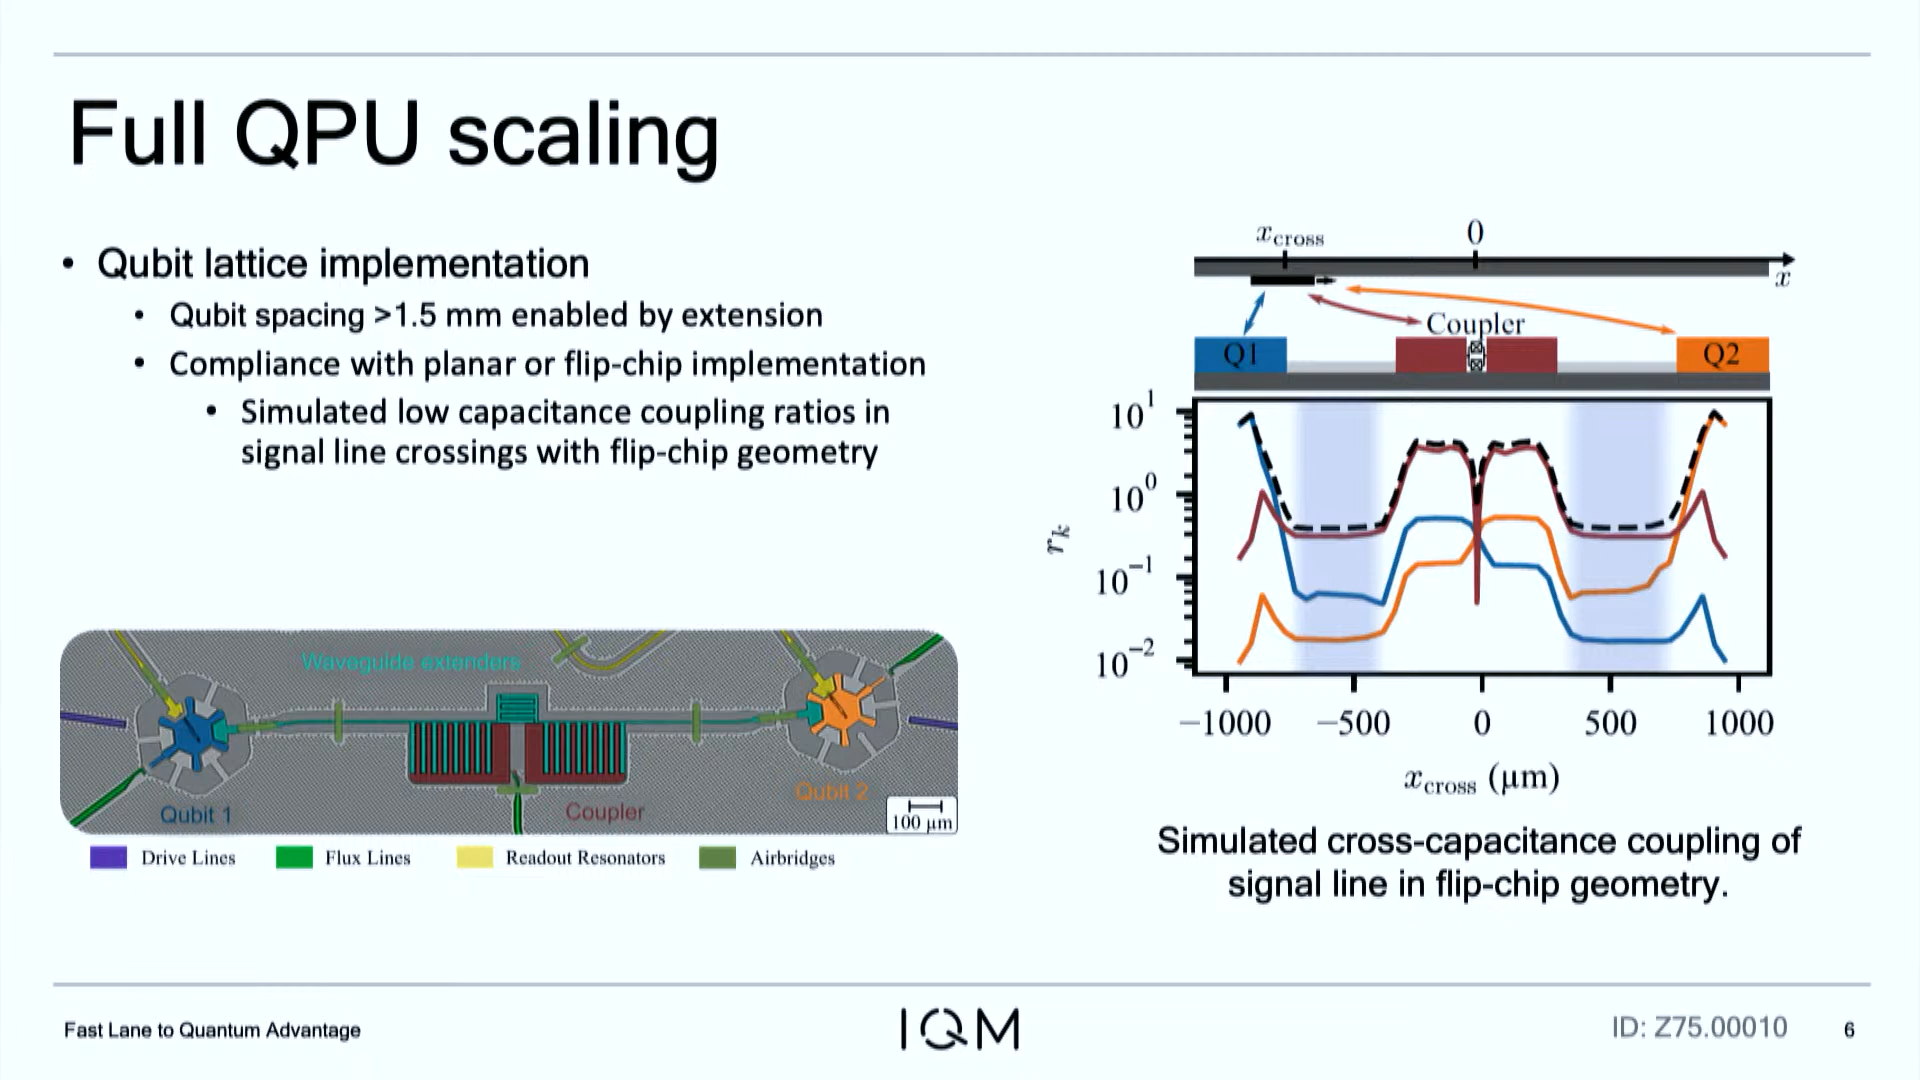 Full QPU scaling
• Qubit lattice implementation
• Qubit spacing >1.5 mm enabled by extension
• Compliance with planar or flip-chip implementation
• Simulated low capacitance coupling ratios in
signal line crossings with flip-chip geometry
Waveguide extenders
Qubit 1
Coupler
Qubit 2
100 μm
Drive Lines
Flux Lines
Readout Resonators
Airbridges
x_cross
0
x
Coupler
Q1
Q2
r_k
10¹
10⁰
10⁻¹
10⁻²
−1000 −500 0 500 1000
x_cross (μm)
Simulated cross-capacitance coupling of
signal line in flip-chip geometry.
Fast Lane to Quantum Advantage
IQM
ID: Z75.00010
6